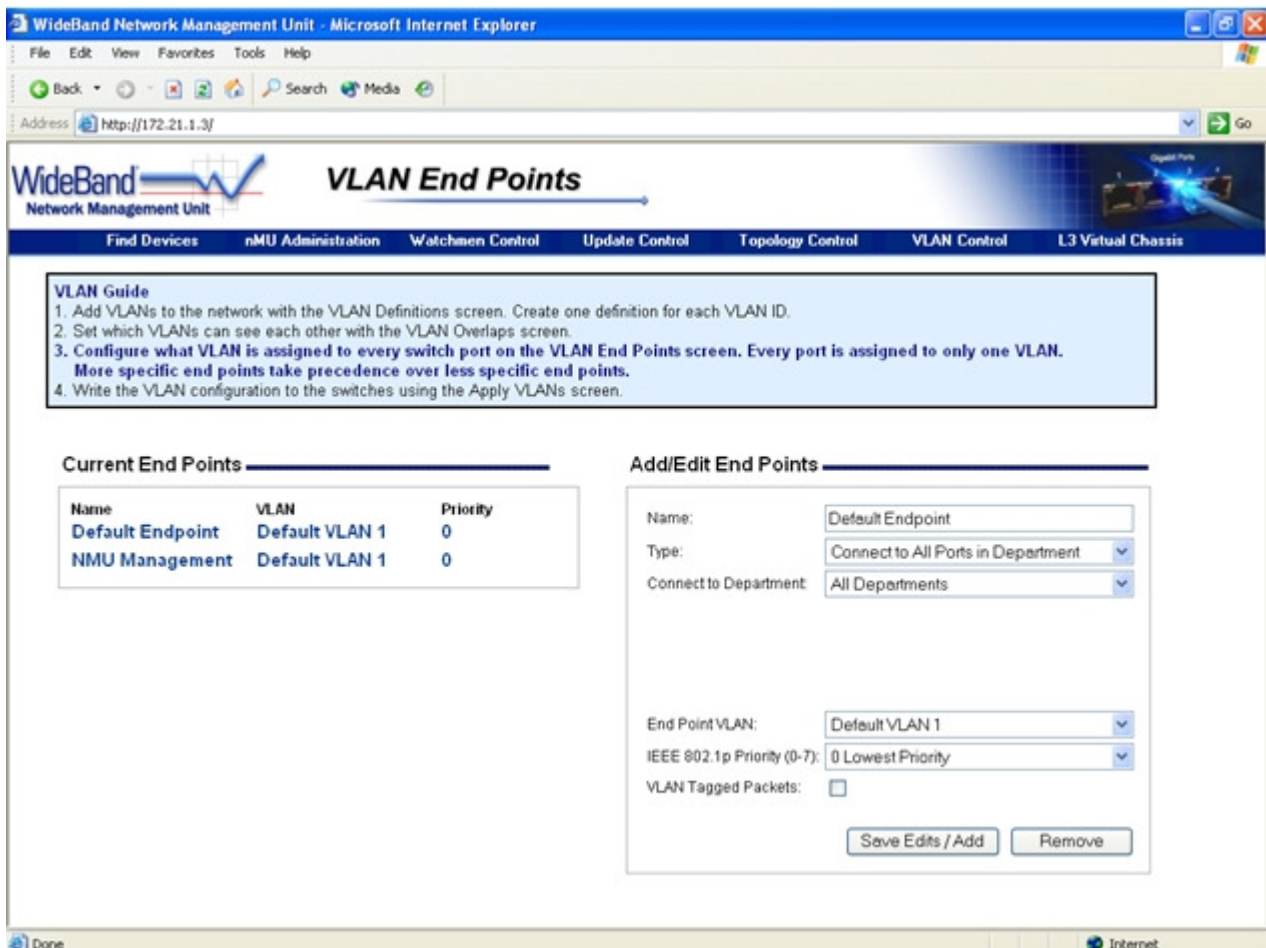 WideBand Network Management Unit - Microsoft Internet Explorer
File Edit View Favorites Tools Help
Back Search Media
Address http://172.21.1.3/ Go
WideBand
Network Management Unit
VLAN End Points
Gigabit Ports
1 2 3 4
Find Devices nMU Administration Watchmen Control Update Control Topology Control VLAN Control L3 Virtual Chassis
VLAN Guide
1. Add VLANs to the network with the VLAN Definitions screen. Create one definition for each VLAN ID.
2. Set which VLANs can see each other with the VLAN Overlaps screen.
3. Configure what VLAN is assigned to every switch port on the VLAN End Points screen. Every port is assigned to only one VLAN.
More specific end points take precedence over less specific end points.
4. Write the VLAN configuration to the switches using the Apply VLANs screen.
Current End Points
Name VLAN Priority
Default Endpoint Default VLAN 1 0
NMU Management Default VLAN 1 0
Add/Edit End Points
Name: Default Endpoint
Type: Connect to All Ports in Department
Connect to Department: All Departments
End Point VLAN: Default VLAN 1
IEEE 802.1p Priority (0-7): 0 Lowest Priority
VLAN Tagged Packets:
Save Edits / Add Remove
Done Internet